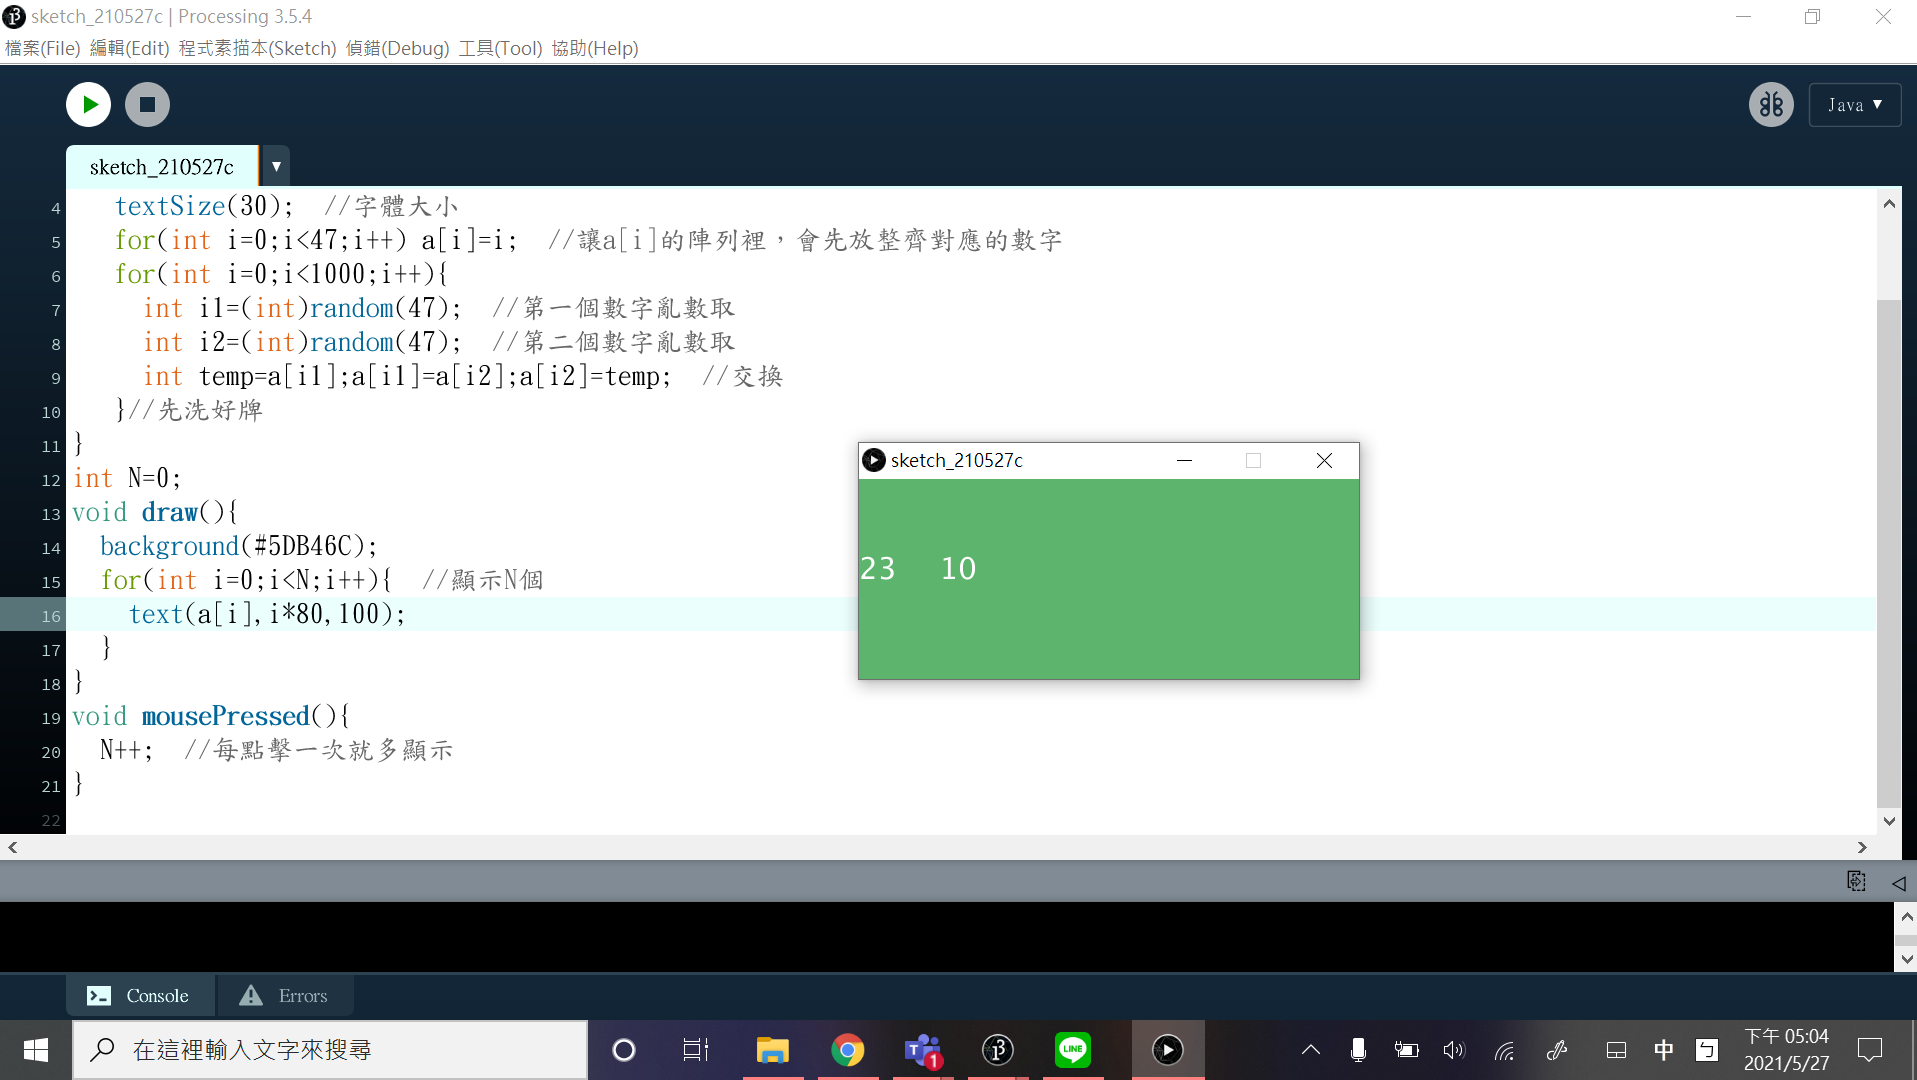 sketch_210527c | Processing 3.5.4
檔案(File) 編輯(Edit) 程式素描本(Sketch) 偵錯(Debug) 工具(Tool) 協助(Help)
Java ▼
sketch_210527c ▼
4 textSize(30); //字體大小
5 for(int i=0;i<47;i++) a[i]=i; //讓a[i]的陣列裡，會先放整齊對應的數字
6 for(int i=0;i<1000;i++){
7 int i1=(int)random(47); //第一個數字亂數取
8 int i2=(int)random(47); //第二個數字亂數取
9 int temp=a[i1];a[i1]=a[i2];a[i2]=temp; //交換
10 }//先洗好牌
11 }
12 int N=0;
13 void draw(){
14 background(#5DB46C);
15 for(int i=0;i<N;i++){ //顯示N個
16 text(a[i],i*80,100);
17 }
18 }
19 void mousePressed(){
20 N++; //每點擊一次就多顯示
21 }
22
sketch_210527c
23 10
Console Errors
在這裡輸入文字來搜尋
1
LINE
中
ㄅ
下午 05:04
2021/5/27